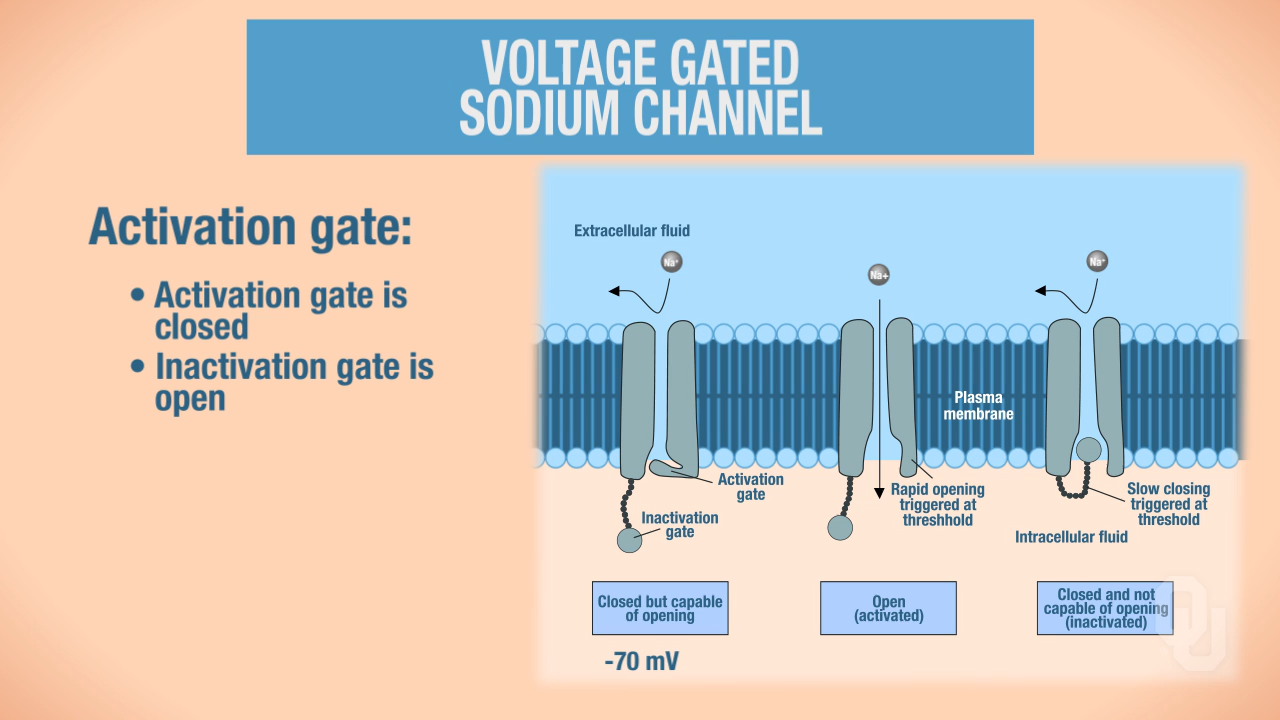 VOLTAGE GATED
SODIUM CHANNEL
Activation gate:
• Activation gate is
closed
• Inactivation gate is
open
Extracellular fluid
Na⁺
Na+
Na⁺
Plasma
membrane
Activation
gate
Inactivation
gate
Rapid opening
triggered at
threshhold
Slow closing
triggered at
threshold
Intracellular fluid
Closed but capable
of opening
Open
(activated)
Closed and not
capable of opening
(inactivated)
-70 mV
OU